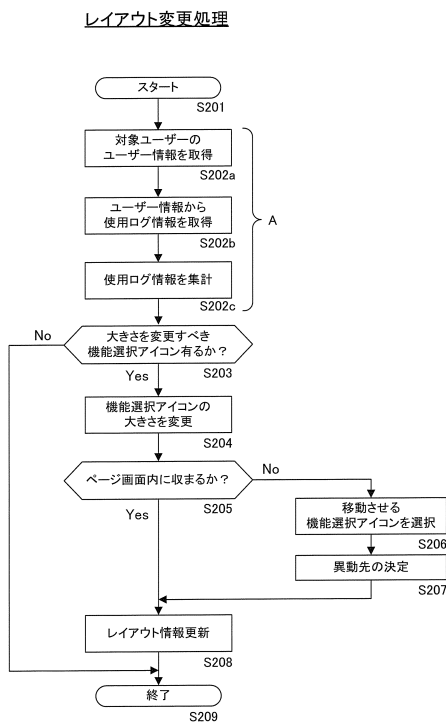 レイアウト変更処理
スタート
S201
対象ユーザーの
ユーザー情報を取得
S202a
ユーザー情報から
使用ログ情報を取得
S202b
A
使用ログ情報を集計
S202c
No
大きさを変更すべき
機能選択アイコン有るか？
S203
Yes
機能選択アイコンの
大きさを変更
S204
ページ画面内に収まるか？
No
S205
Yes
移動させる
機能選択アイコンを選択
S206
異動先の決定
S207
レイアウト情報更新
S208
終了
S209